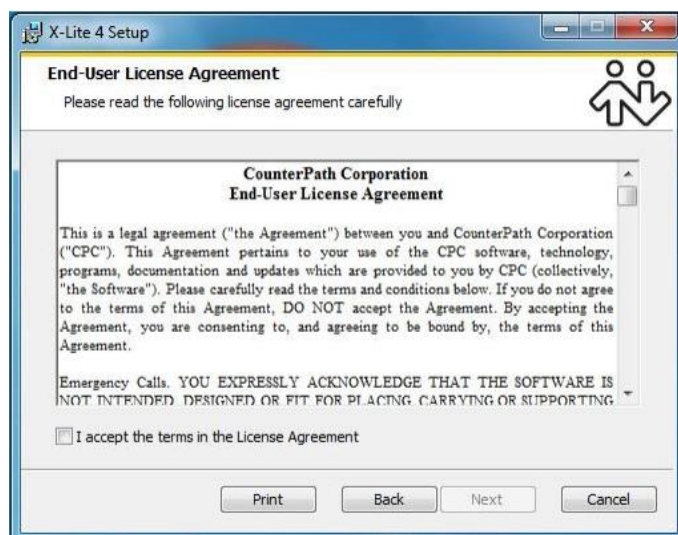 X-Lite 4 Setup
End-User License Agreement
Please read the following license agreement carefully
CounterPath Corporation
End-User License Agreement
This is a legal agreement ("the Agreement") between you and CounterPath Corporation
("CPC"). This Agreement pertains to your use of the CPC software, technology,
programs, documentation and updates which are provided to you by CPC (collectively,
"the Software"). Please carefully read the terms and conditions below. If you do not agree
to the terms of this Agreement, DO NOT accept the Agreement. By accepting the
Agreement, you are consenting to, and agreeing to be bound by, the terms of this
Agreement.
Emergency Calls. YOU EXPRESSLY ACKNOWLEDGE THAT THE SOFTWARE IS
NOT INTENDED, DESIGNED OR FIT FOR PLACING, CARRYING OR SUPPORTING
I accept the terms in the License Agreement
Print Back Next Cancel